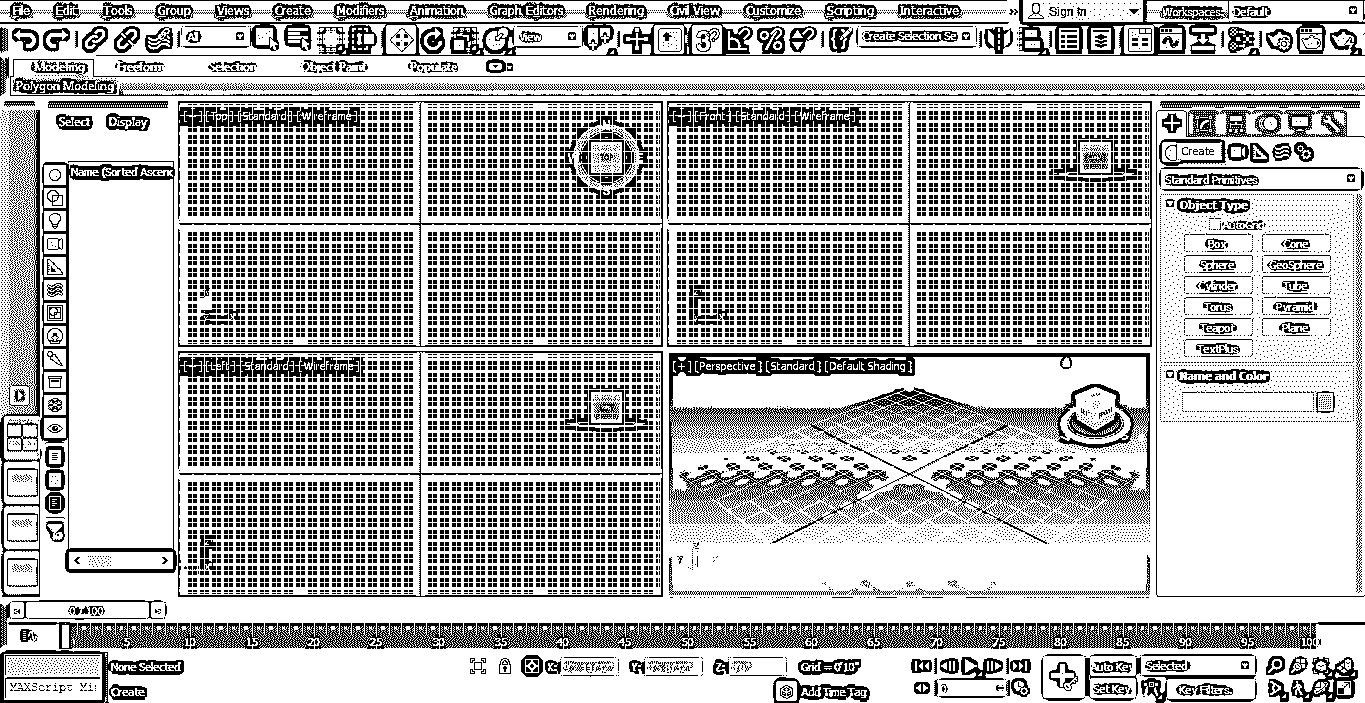 File Edit Tools Group Views Create Modifiers Animation Graph Editors Rendering Civil View Customize Scripting Interactive » Sign In Workspaces: Default
All View Create Selection Se
Modeling Freeform Selection Object Paint Populate
Polygon Modeling
Select Display
Name (Sorted Ascend
[+] [Top] [Standard] [Wireframe]
[+] [Front] [Standard] [Wireframe]
[+] [Left] [Standard] [Wireframe]
[+] [Perspective] [Standard] [Default Shading]
Create
Standard Primitives
Object Type
AutoGrid
Box Cone
Sphere GeoSphere
Cylinder Tube
Torus Pyramid
Teapot Plane
TextPlus
Name and Color
0 / 100
5 10 15 20 25 30 35 40 45 50 55 60 65 70 75 80 85 90 95 100
None Selected X: Y: Z: Grid = 0'10" Auto Key Selected
MAXScript Mi Create Add Time Tag 0 Set Key Key Filters...